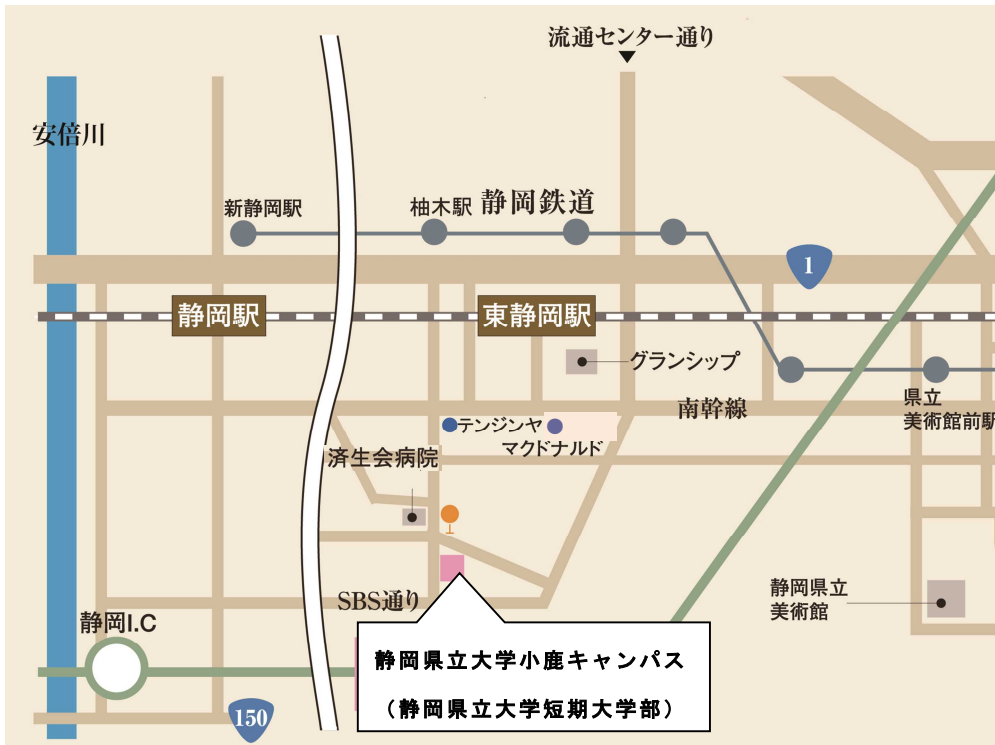 流通センター通り
安倍川
新静岡駅
柚木駅
静岡鉄道
1
静岡駅
東静岡駅
グランシップ
南幹線
県立
美術館前駅
テンジンヤ
マクドナルド
済生会病院
静岡県立
美術館
SBS通り
静岡I.C
静岡県立大学小鹿キャンパス
（静岡県立大学短期大学部）
150